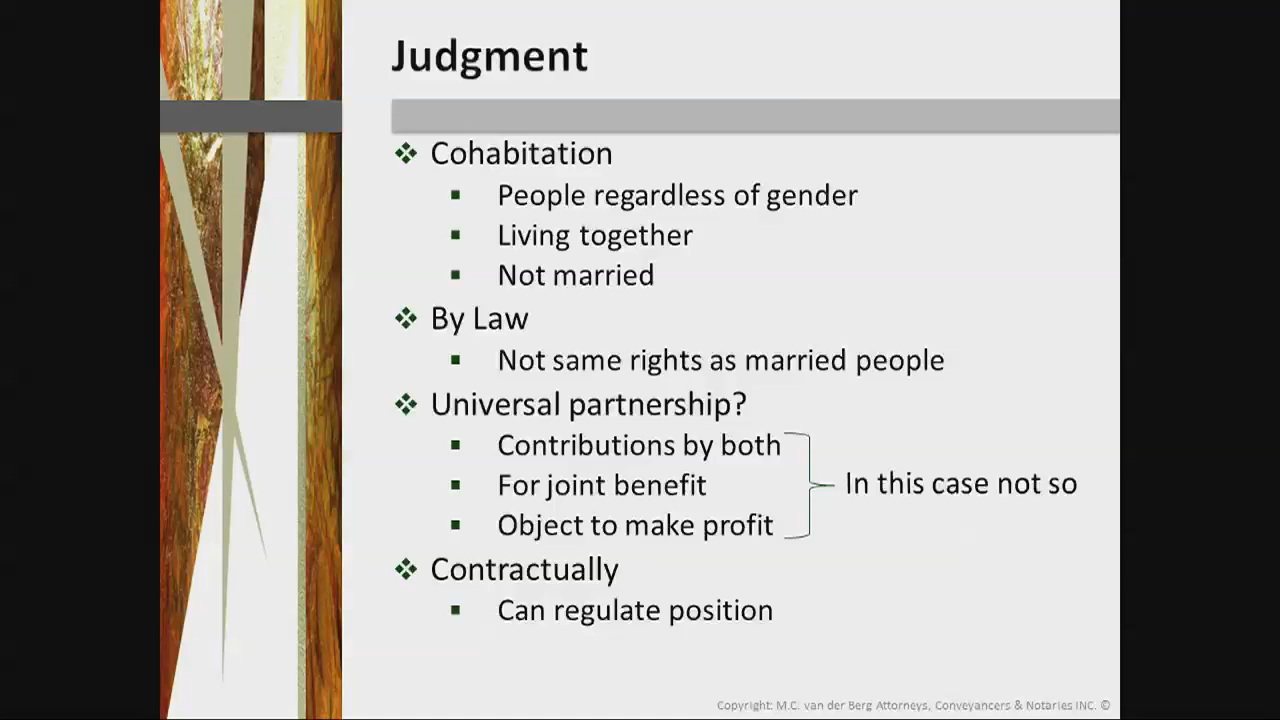 Judgment
Cohabitation
People regardless of gender
Living together
Not married
By Law
Not same rights as married people
Universal partnership?
Contributions by both
For joint benefit
Object to make profit
In this case not so
Contractually
Can regulate position
Copyright: M.C. van der Berg Attorneys, Conveyancers & Notaries INC. ©